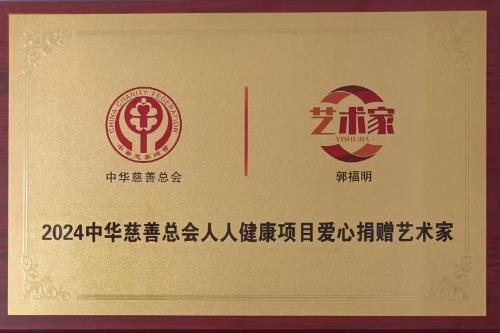 CHINA CHARITY FEDERATION
中华慈善总会
中华慈善总会
艺术家
YISHUJIA
郭福明
2024中华慈善总会人人健康项目爱心捐赠艺术家